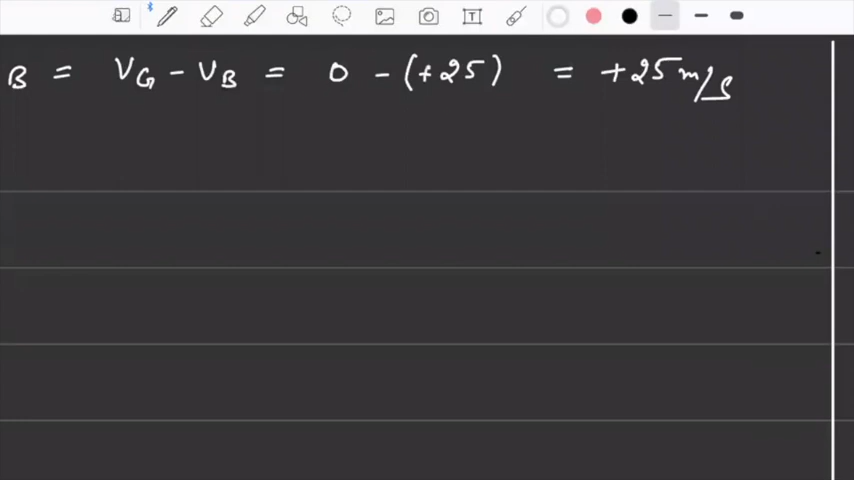 B = VG - VB = 0 - (+25) = +25 m/s